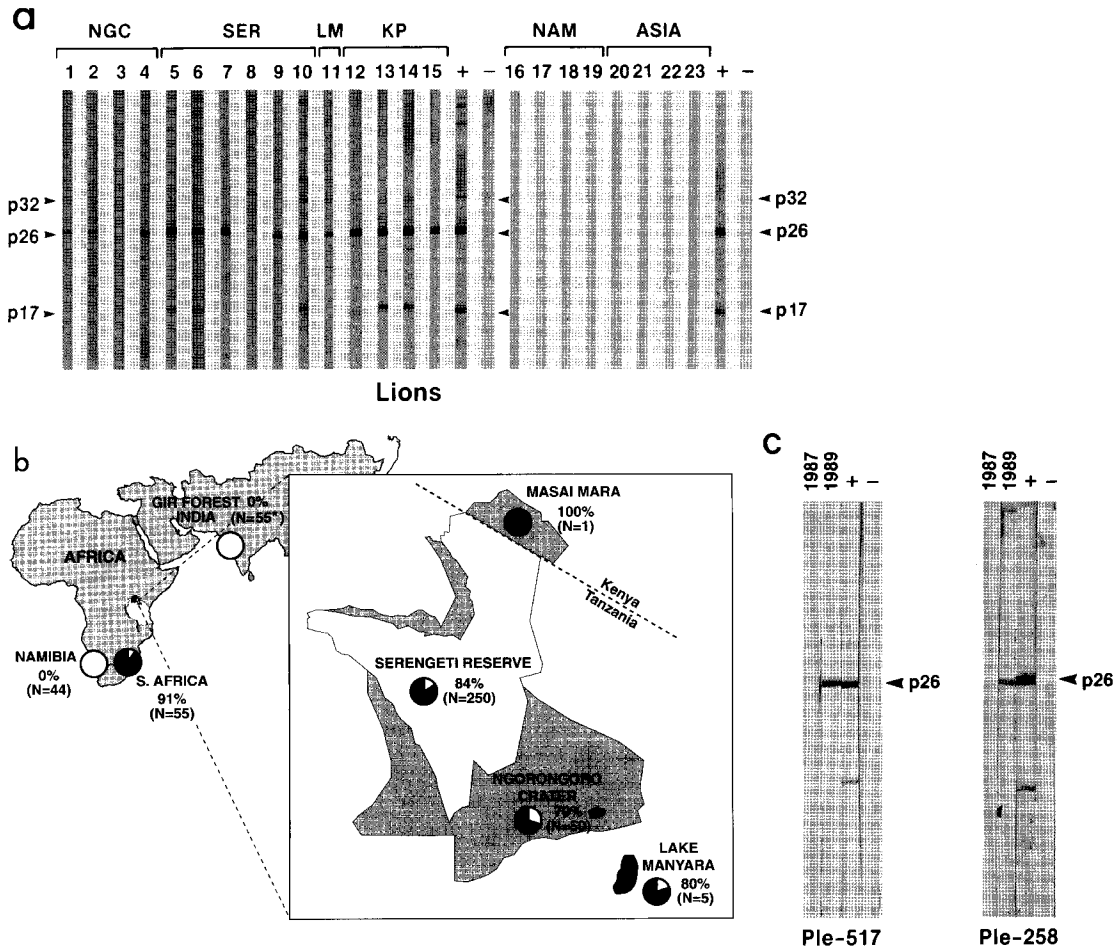 a
NGC SER LM KP NAM ASIA
1 2 3 4 5 6 7 8 9 10 11 12 13 14 15 + − 16 17 18 19 20 21 22 23 + −
p32 p32
p26 p26
p17 p17
Lions
b
GIR FOREST 0%
INDIA (N=55*)
AFRICA
NAMIBIA
0%
(N=44)
S. AFRICA
91%
(N=55)
MASAI MARA
100%
(N=1)
Kenya
Tanzania
SERENGETI RESERVE
84%
(N=250)
NGORONGORO
CRATER
LAKE
MANYARA
80%
(N=5)
c
1987 1989 + − 1987 1989 + −
p26 p26
Ple-517 Ple-258